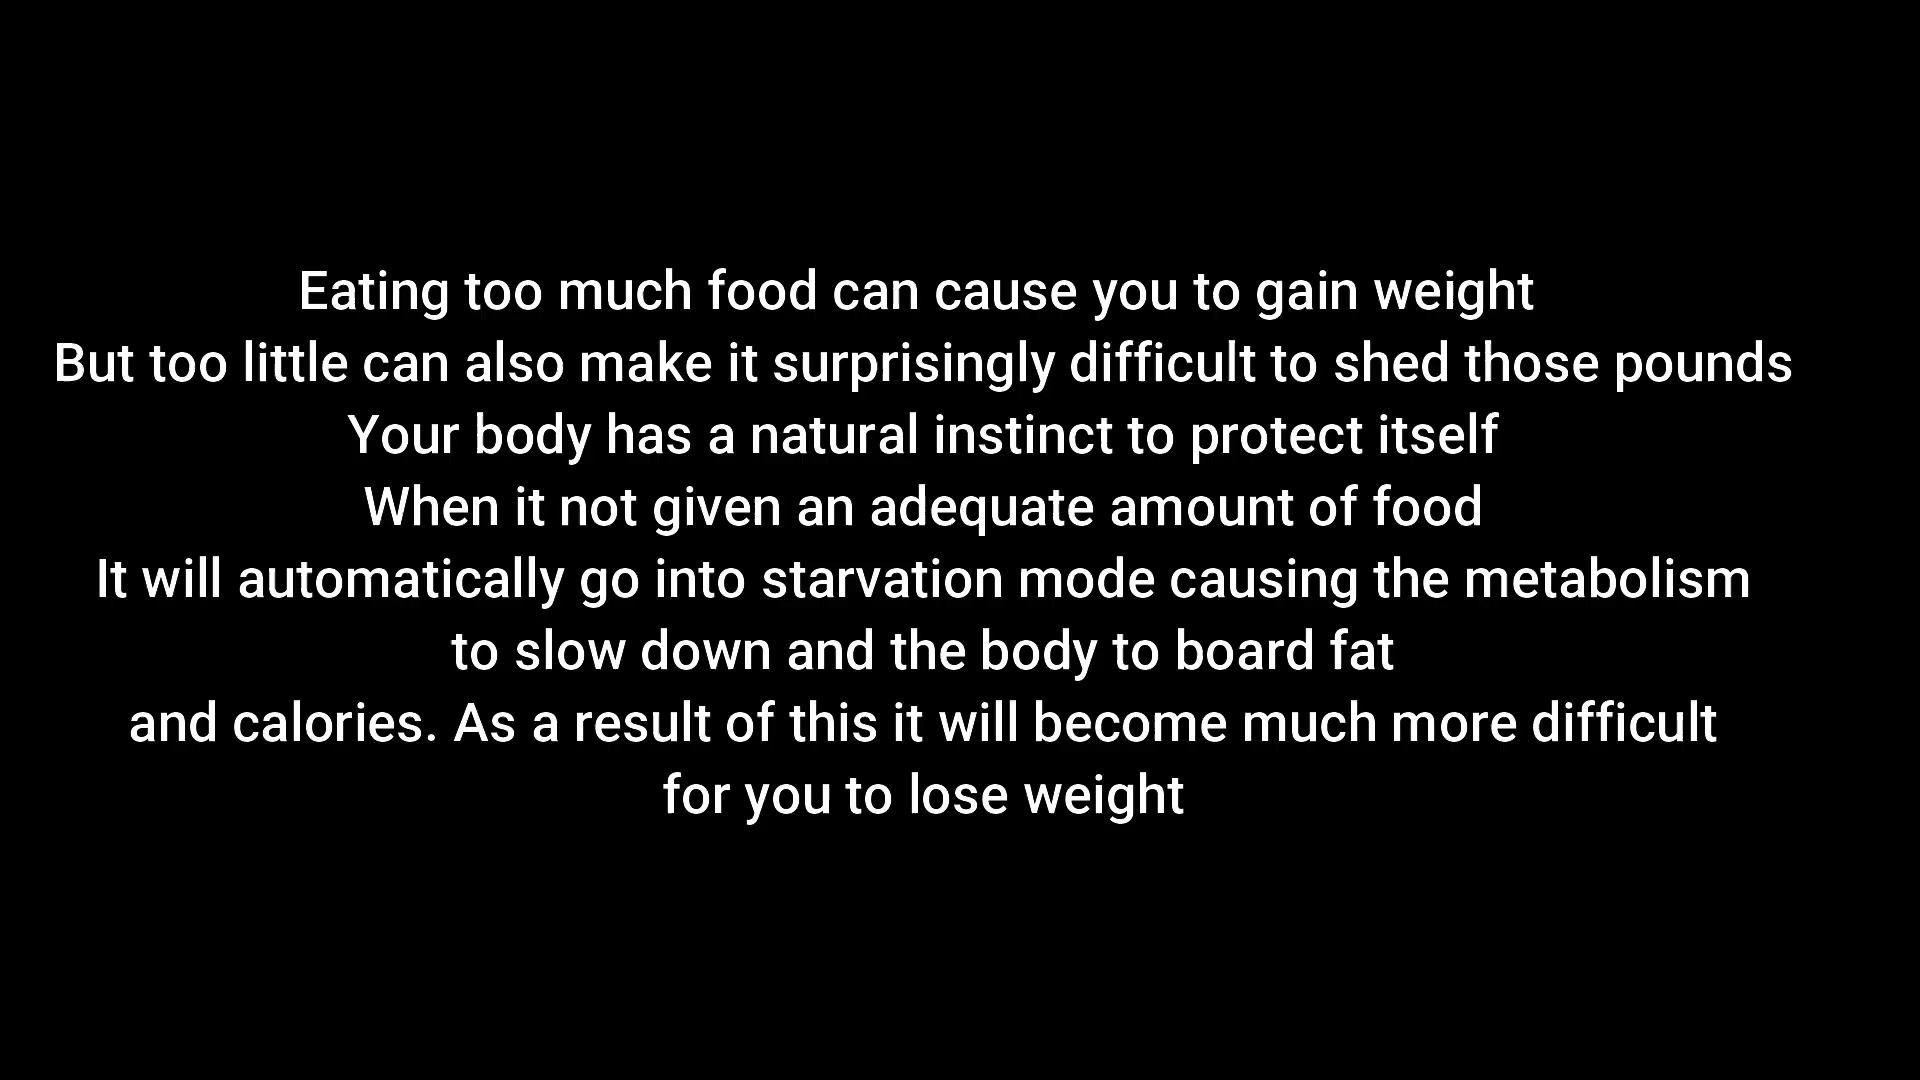 Eating too much food can cause you to gain weight
But too little can also make it surprisingly difficult to shed those pounds
Your body has a natural instinct to protect itself
When it not given an adequate amount of food
It will automatically go into starvation mode causing the metabolism
to slow down and the body to board fat
and calories. As a result of this it will become much more difficult
for you to lose weight